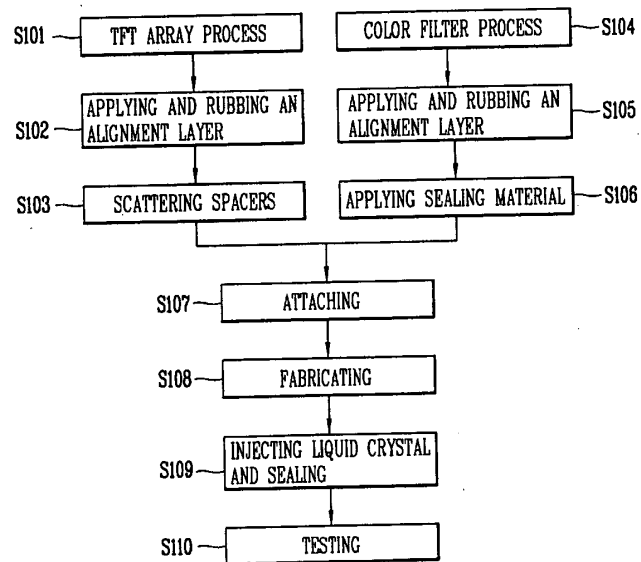 S101
TFT ARRAY PROCESS
COLOR FILTER PROCESS
S104
S102
APPLYING AND RUBBING AN
ALIGNMENT LAYER
APPLYING AND RUBBING AN
ALIGNMENT LAYER
S105
S103
SCATTERING SPACERS
APPLYING SEALING MATERIAL
S106
S107
ATTACHING
S108
FABRICATING
S109
INJECTING LIQUID CRYSTAL
AND SEALING
S110
TESTING